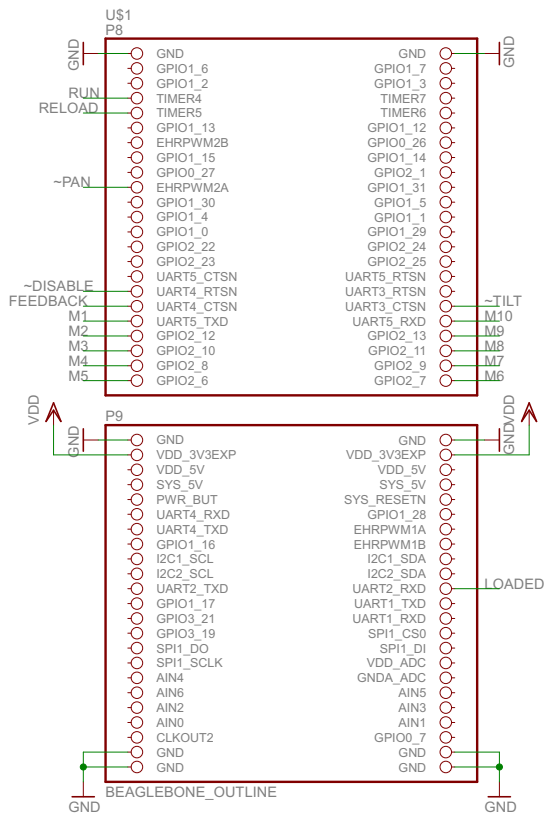 U$1
P8
GND GND GND GND
GPIO1_6 GPIO1_7
GPIO1_2 GPIO1_3
RUN TIMER4 TIMER7
RELOAD TIMER5 TIMER6
GPIO1_13 GPIO1_12
EHRPWM2B GPIO0_26
GPIO1_15 GPIO1_14
GPIO0_27 GPIO2_1
~PAN EHRPWM2A GPIO1_31
GPIO1_30 GPIO1_5
GPIO1_4 GPIO1_1
GPIO1_0 GPIO1_29
GPIO2_22 GPIO2_24
GPIO2_23 GPIO2_25
UART5_CTSN UART5_RTSN
~DISABLE UART4_RTSN UART3_RTSN
FEEDBACK UART4_CTSN UART3_CTSN ~TILT
M1 UART5_TXD UART5_RXD M10
M2 GPIO2_12 GPIO2_13 M9
M3 GPIO2_10 GPIO2_11 M8
M4 GPIO2_8 GPIO2_9 M7
M5 GPIO2_6 GPIO2_7 M6
P9
VDD GND GND GND GND VDD
VDD_3V3EXP VDD_3V3EXP
VDD_5V VDD_5V
SYS_5V SYS_5V
PWR_BUT SYS_RESETN
UART4_RXD GPIO1_28
UART4_TXD EHRPWM1A
GPIO1_16 EHRPWM1B
I2C1_SCL I2C1_SDA
I2C2_SCL I2C2_SDA
UART2_TXD UART2_RXD LOADED
GPIO1_17 UART1_TXD
GPIO3_21 UART1_RXD
GPIO3_19 SPI1_CS0
SPI1_DO SPI1_DI
SPI1_SCLK VDD_ADC
AIN4 GNDA_ADC
AIN6 AIN5
AIN2 AIN3
AIN0 AIN1
CLKOUT2 GPIO0_7
GND GND
GND GND
BEAGLEBONE_OUTLINE
GND GND